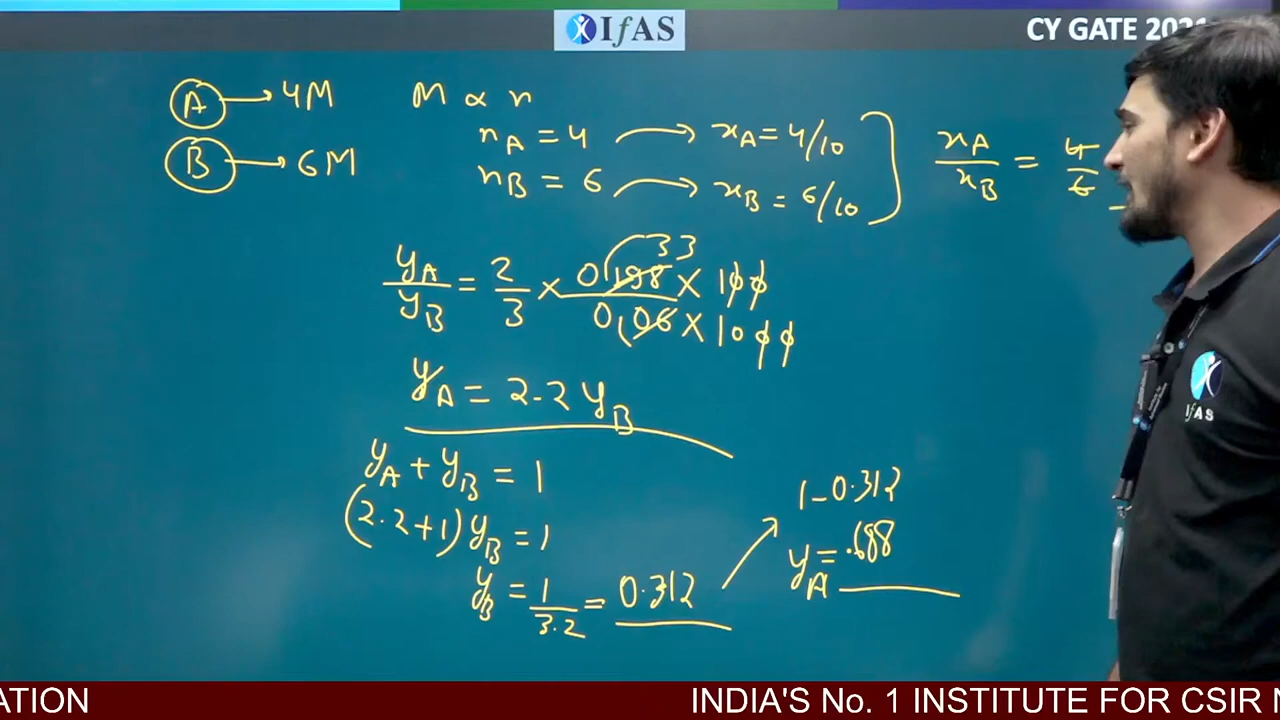 IfAS
CY GATE 202
A → 4M
M ∝ n
B → 6M
nA = 4 → xA = 4/10
nB = 6 → xB = 6/10
xA/xB = 4/6
33
yA/yB = 2/3 × 0.198 × 100/0.06 × 1000
yA = 2.2 yB
yA + yB = 1
(2.2+1) yB = 1
yB = 1/3.2 = 0.312
1-0.312
yA = .688
IfAS
ATION
INDIA'S No. 1 INSTITUTE FOR CSIR N